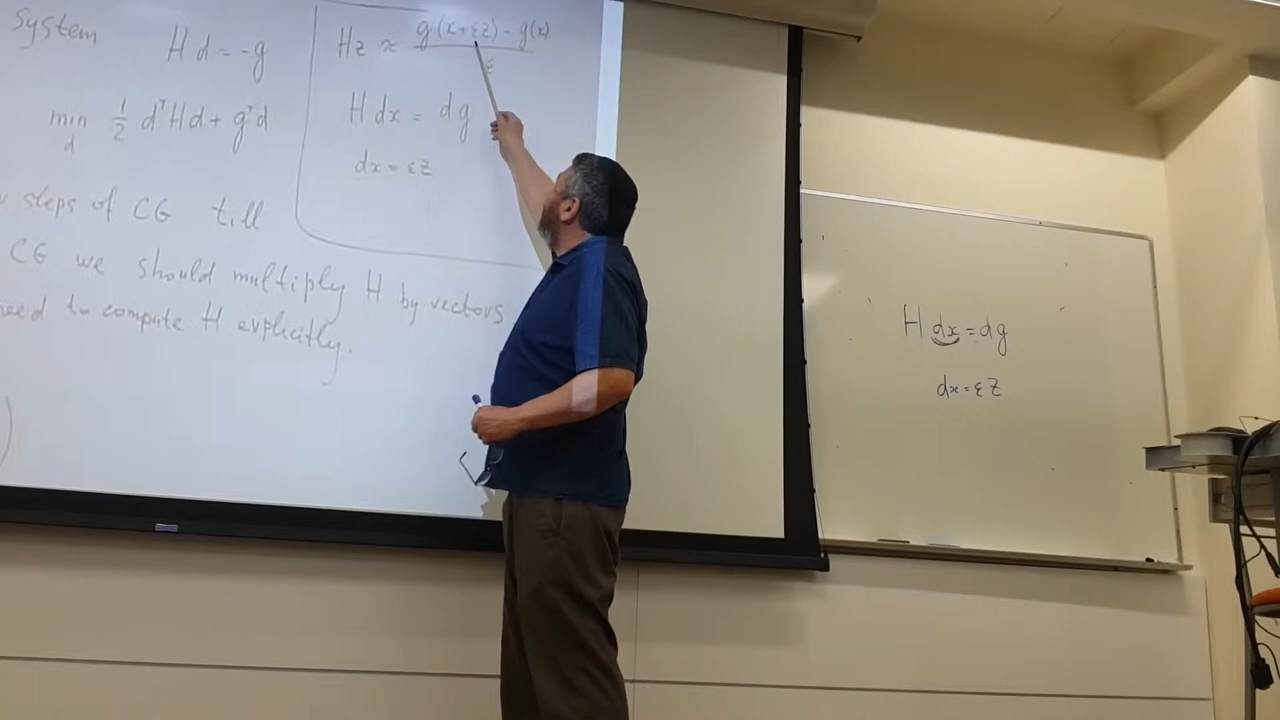 System
H d = -g
min d ½ dᵀHd + gᵀd
steps of CG till
CG we should multiply H by vectors
need to compute H explicitly.
)
Hz ≈ g(x+εz) - g(x) / ε
H dx = dg
dx = εz
H dx = dg
dx = εz